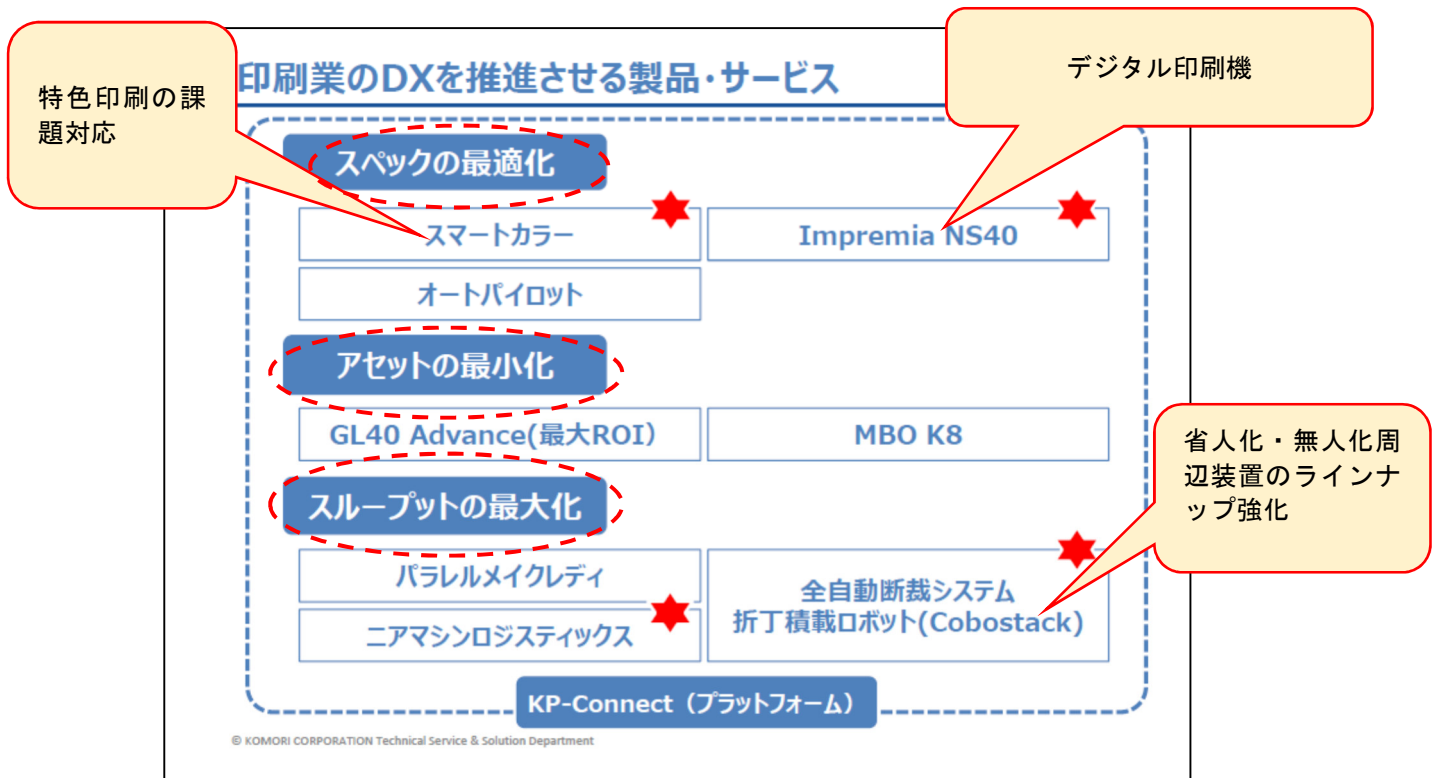 特色印刷の課
題対応
印刷業のDXを推進させる製品・サービス
デジタル印刷機
スペックの最適化
スマートカラー
Impremia NS40
オートパイロット
アセットの最小化
GL40 Advance(最大ROI）
MBO K8
省人化・無人化周
辺装置のラインナ
ップ強化
スループットの最大化
パラレルメイクレディ
ニアマシンロジスティックス
全自動断裁システム
折丁積載ロボット(Cobostack)
KP-Connect（プラットフォーム）
© KOMORI CORPORATION Technical Service & Solution Department